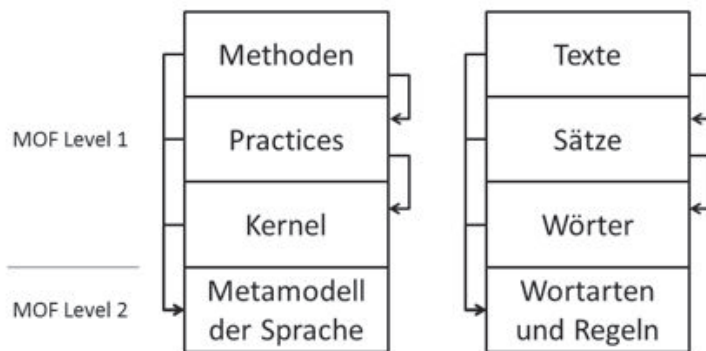 Methoden
Texte
MOF Level 1
Practices
Sätze
Kernel
Wörter
MOF Level 2
Metamodell
der Sprache
Wortarten
und Regeln